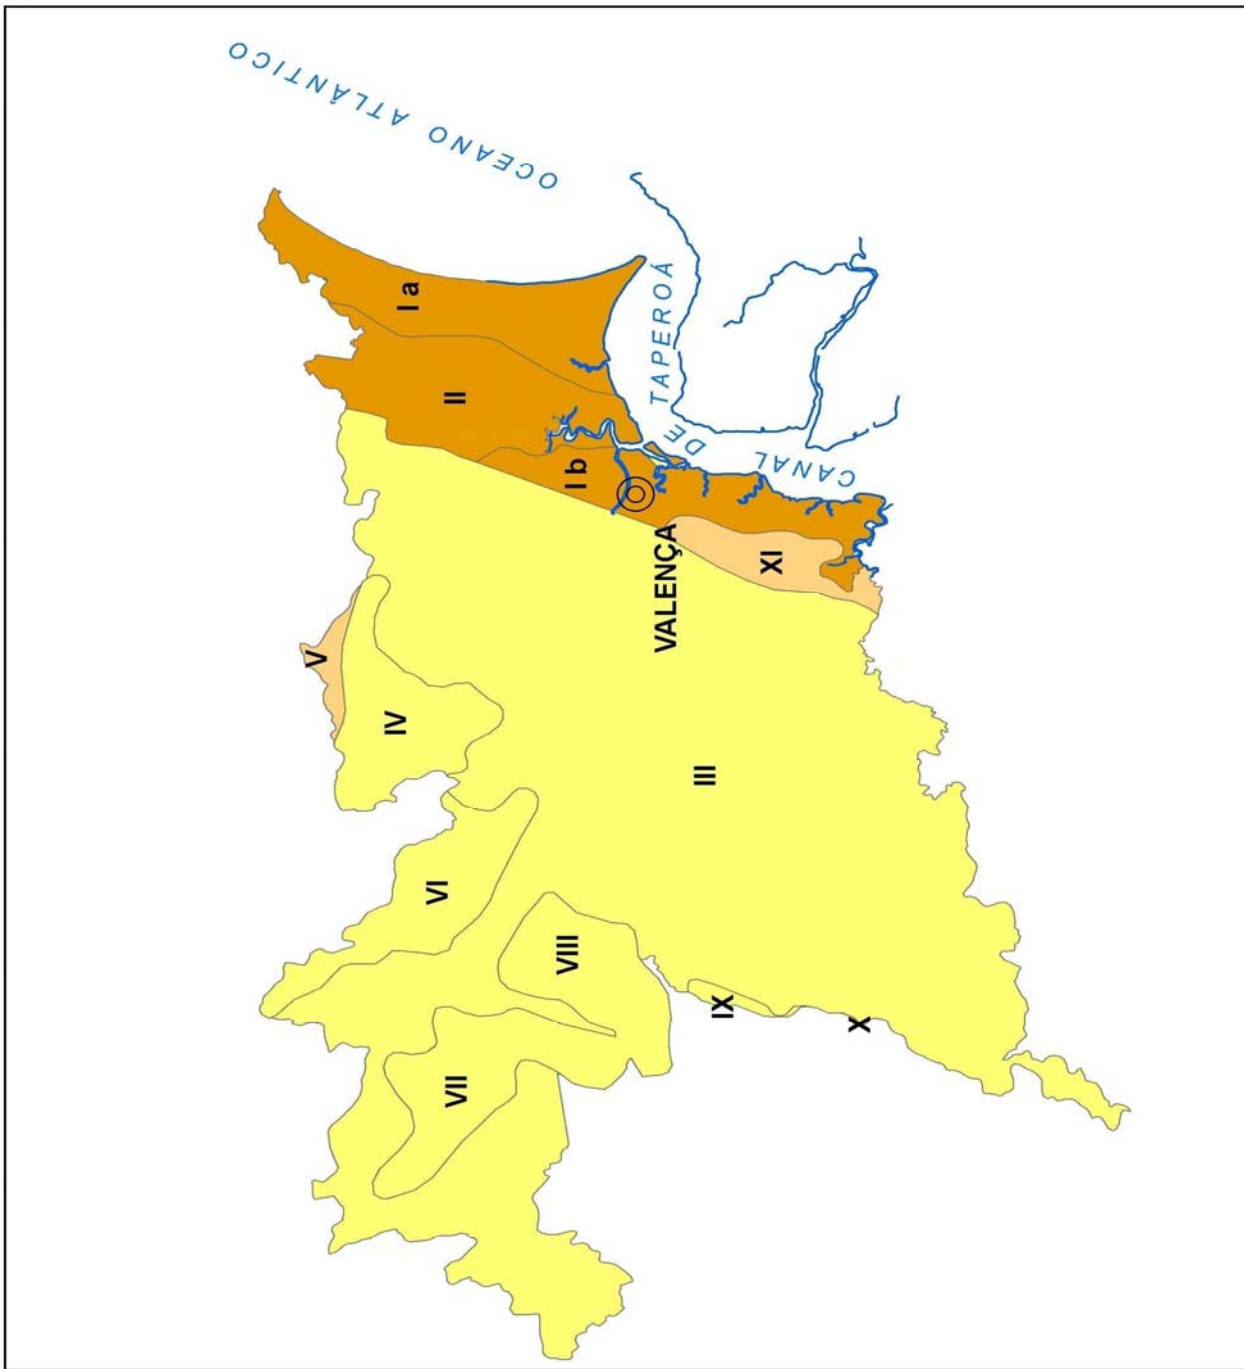 OCEANO ATLÂNTICO
I a
II
I b
CANAL DE TAPEROÁ
VALENÇA
XI
V
IV
III
VI
VIII
IX
X
VII